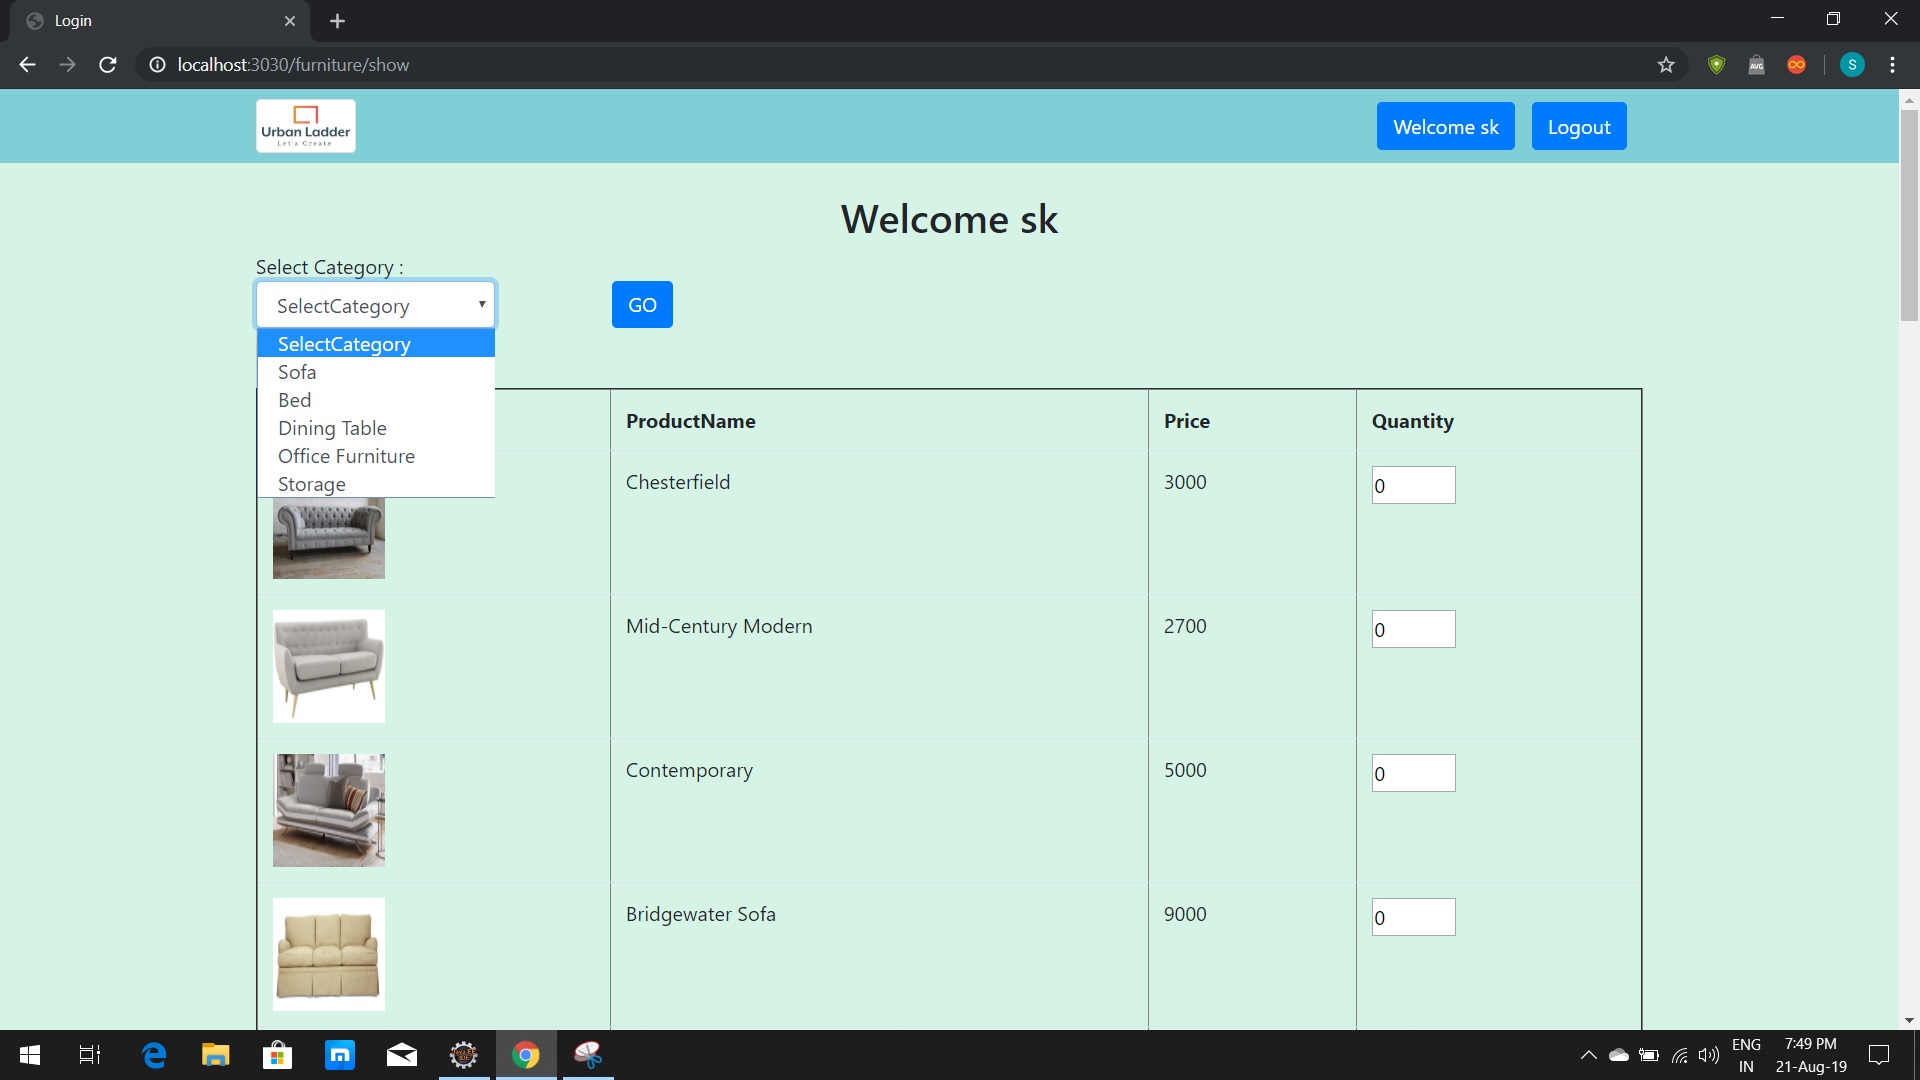 Login
localhost:3030/furniture/show
S
AVG
Urban Ladder
Let's Create
Welcome sk
Logout
Welcome sk
Select Category :
SelectCategory
GO
SelectCategory
Sofa
Bed
Dining Table
Office Furniture
Storage
ProductName Price Quantity
Chesterfield 3000 0
Mid-Century Modern 2700 0
Contemporary 5000 0
Bridgewater Sofa 9000 0
ENG
IN
7:49 PM
21-Aug-19